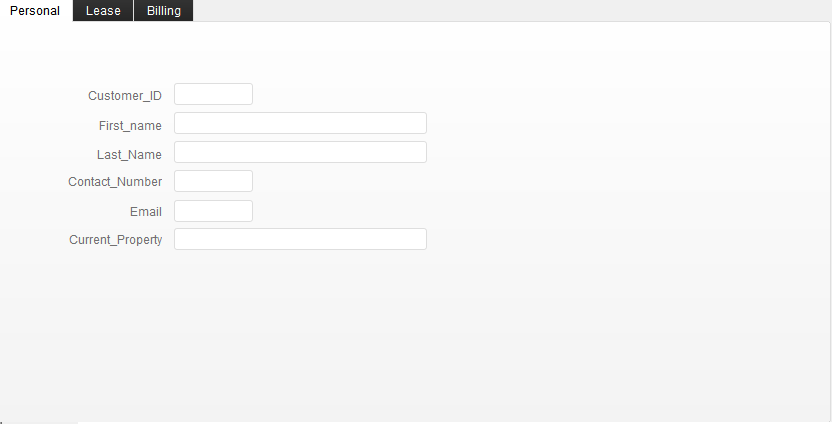 Personal Lease Billing
Customer_ID
First_name
Last_Name
Contact_Number
Email
Current_Property